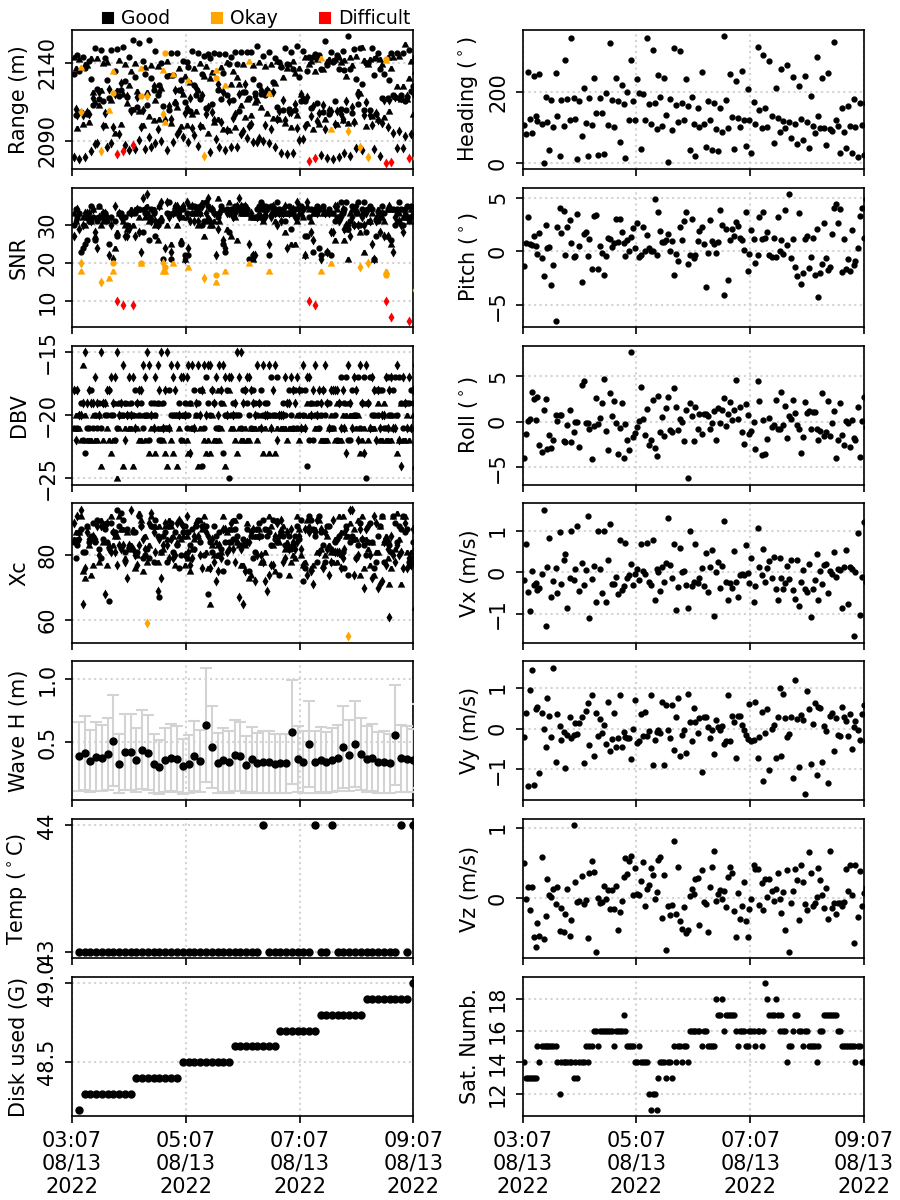 Good Okay Difficult
Range (m) 2140 2090
Heading (°) 200 0
SNR 30 20 10
Pitch (°) 5 0 −5
DBV −15 −20 −25
Roll (°) 5 0 −5
Xc 80 60
Vx (m/s) 1 0 −1
Wave H (m) 1.0 0.5
Vy (m/s) 1 0 −1
Temp (°C) 44 43
Vz (m/s) 1 0
Disk used (G) 49.0 48.5
Sat. Numb. 18 16 14 12
03:07 05:07 07:07 09:07 03:07 05:07 07:07 09:07
08/13 08/13 08/13 08/13 08/13 08/13 08/13 08/13
2022 2022 2022 2022 2022 2022 2022 2022